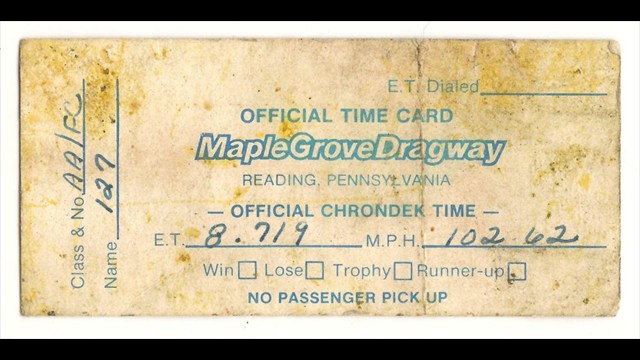 Class & No. AA/FC
Name 127
E.T. Dialed
OFFICIAL TIME CARD
MapleGroveDragway
READING, PENNSYLVANIA
— OFFICIAL CHRONDEK TIME —
E.T. 8.719 M.P.H. 102 62
Win Lose Trophy Runner-up
NO PASSENGER PICK UP